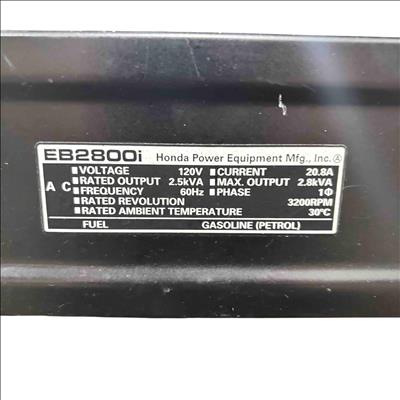 EB2800i Honda Power Equipment Mfg., Inc. Ⓐ
A C
■ VOLTAGE 120V ■ CURRENT 20.8A
■ RATED OUTPUT 2.5kVA ■ MAX. OUTPUT 2.8kVA
■ FREQUENCY 60Hz ■ PHASE 1Φ
■ RATED REVOLUTION 3200RPM
■ RATED AMBIENT TEMPERATURE 30°C
FUEL GASOLINE (PETROL)